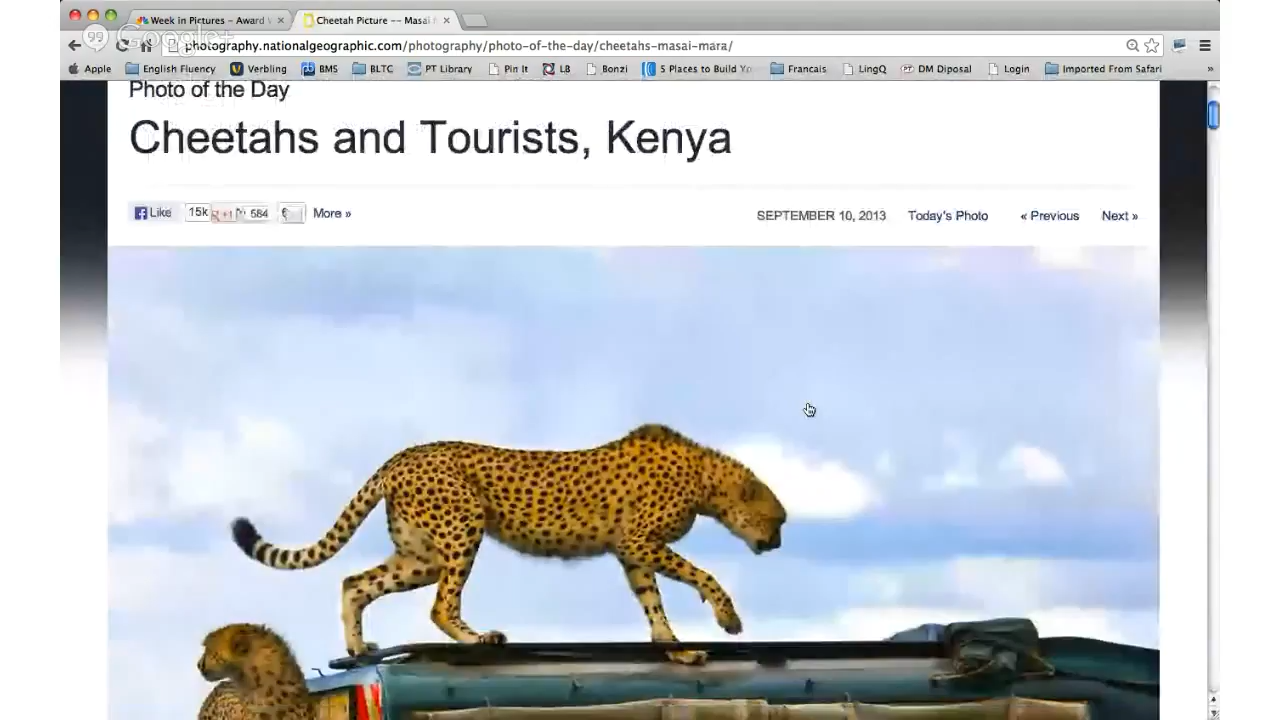 Week in Pictures – Award
Cheetah Picture -- Masai
Google+
photography.nationalgeographic.com/photography/photo-of-the-day/cheetahs-masai-mara/
Apple English Fluency Verbling BMS BLTC PT Library Pin It LB Bonzi 5 Places to Build Yo Francais LingQ DM Diposal Login Imported From Safari »
Photo of the Day
Cheetahs and Tourists, Kenya
Like 15k +1 584 More » SEPTEMBER 10, 2013 Today's Photo « Previous Next »